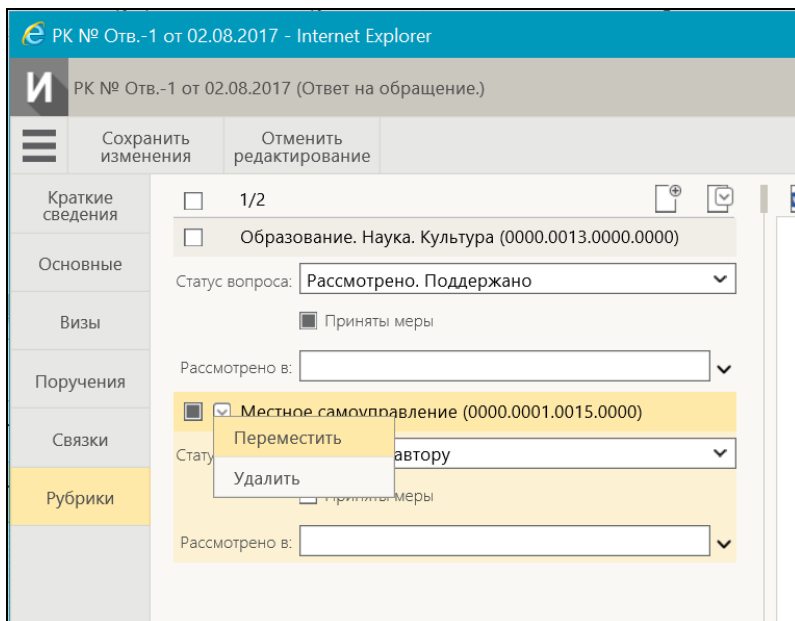 РК № Отв.-1 от 02.08.2017 - Internet Explorer
И
РК № Отв.-1 от 02.08.2017 (Ответ на обращение.)
Сохранить
изменения
Отменить
редактирование
Краткие
сведения
Основные
Визы
Поручения
Связки
Рубрики
1/2
Образование. Наука. Культура (0000.0013.0000.0000)
Статус вопроса: Рассмотрено. Поддержано
Приняты меры
Рассмотрено в:
Местное самоуправление (0000.0001.0015.0000)
Переместить
Удалить
Стату
автору
меры
Рассмотрено в: